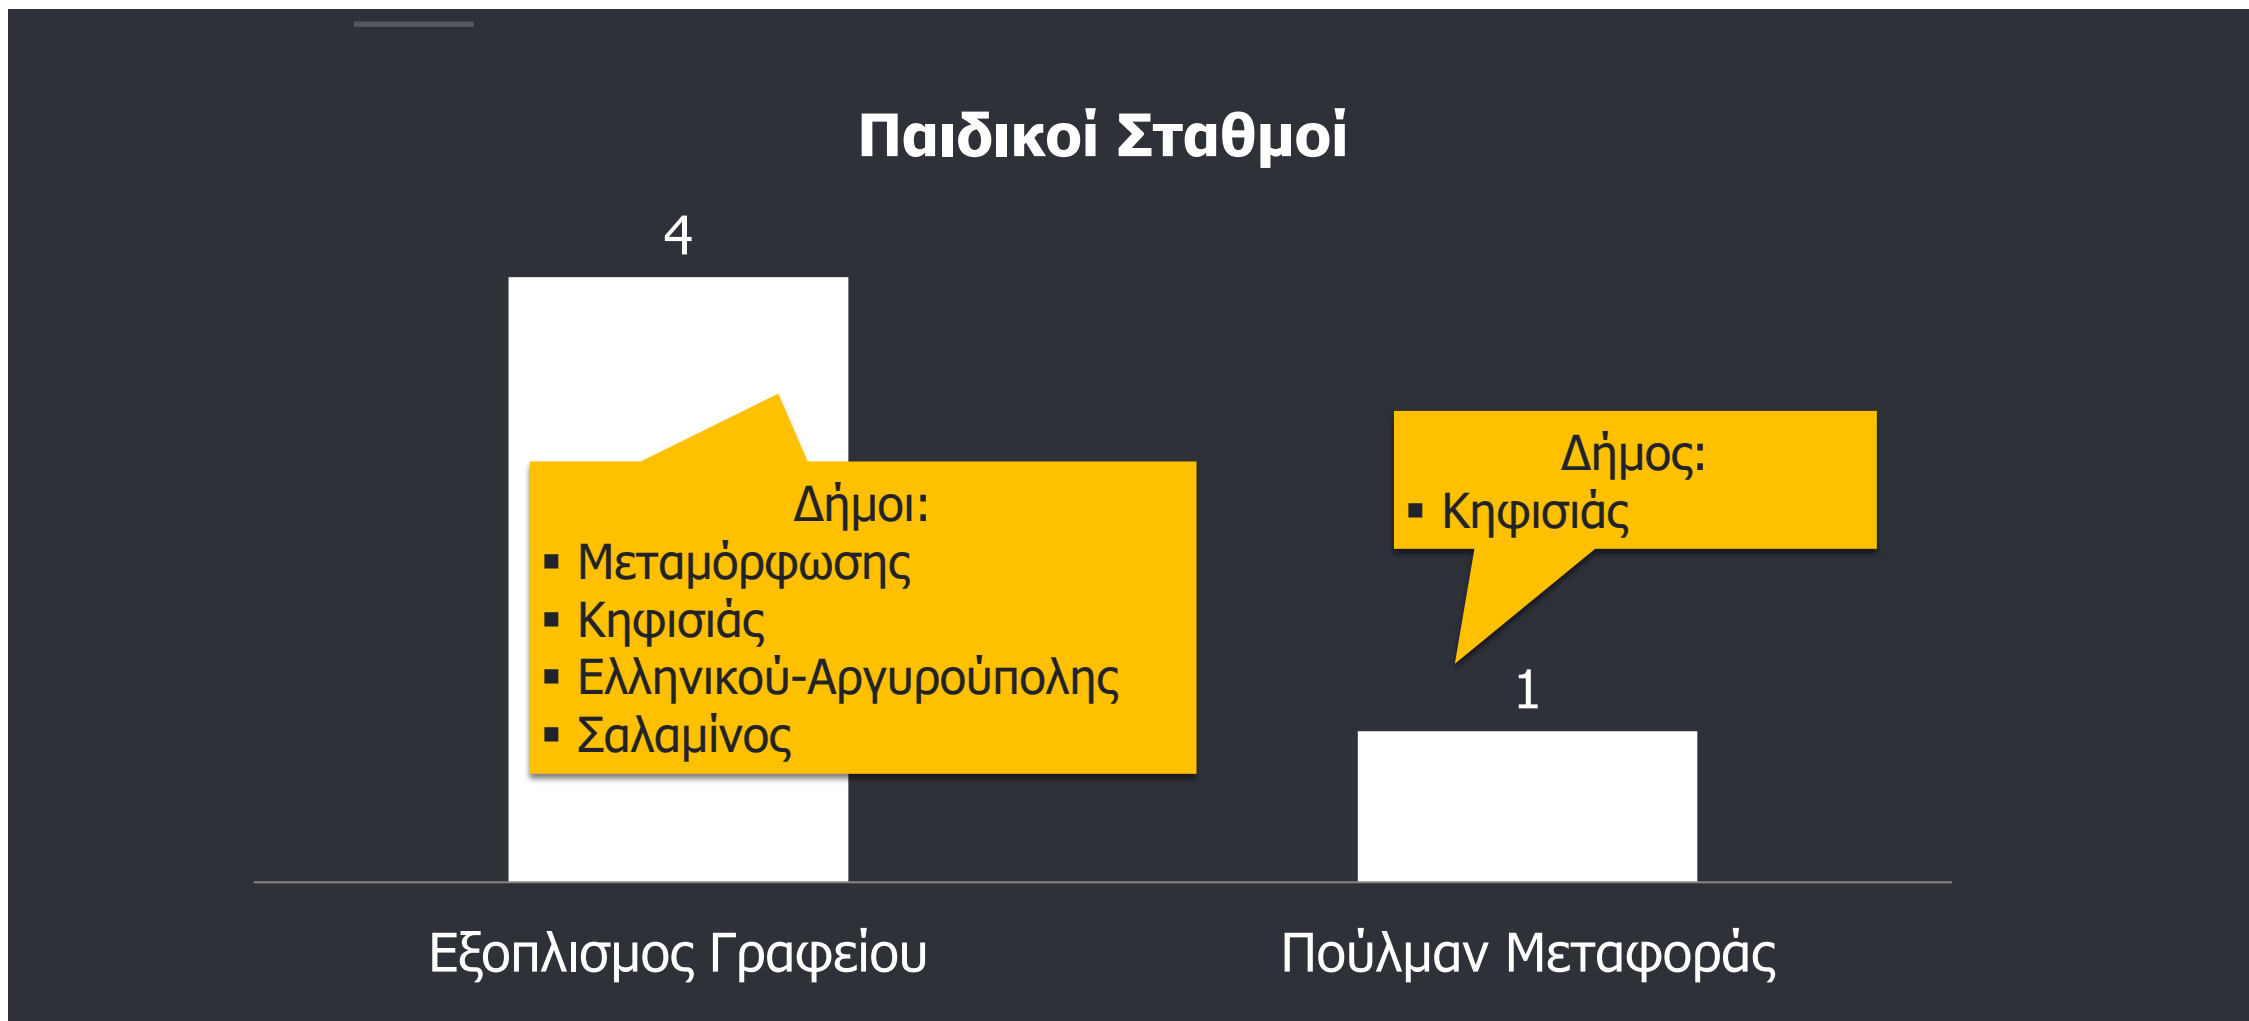 Παιδικοί Σταθμοί
4
Δήμοι:
▪ Μεταμόρφωσης
▪ Κηφισιάς
▪ Ελληνικού-Αργυρούπολης
▪ Σαλαμίνος
Δήμος:
▪ Κηφισιάς
1
Εξοπλισμος Γραφείου
Πούλμαν Μεταφοράς